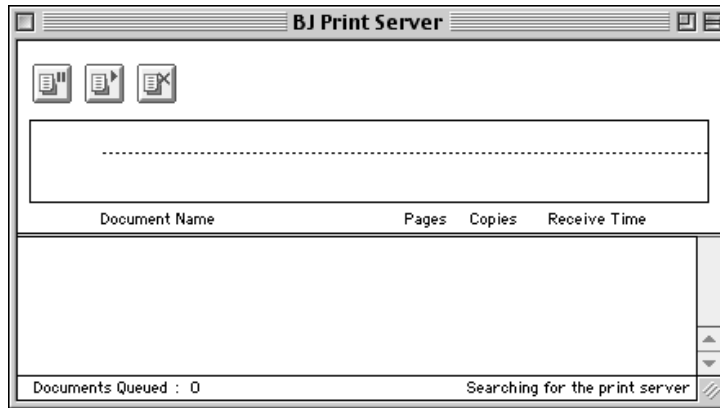 BJ Print Server
Document Name Pages Copies Receive Time
Documents Queued : 0 Searching for the print server